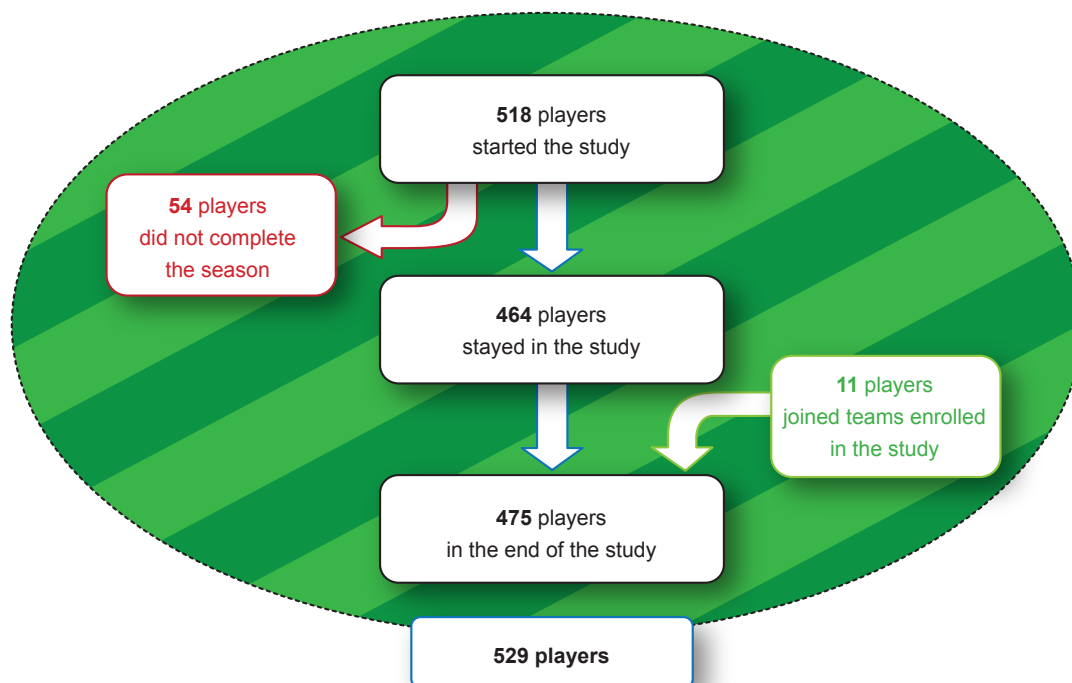 518 players
started the study
54 players
did not complete
the season
464 players
stayed in the study
11 players
joined teams enrolled
in the study
475 players
in the end of the study
529 players